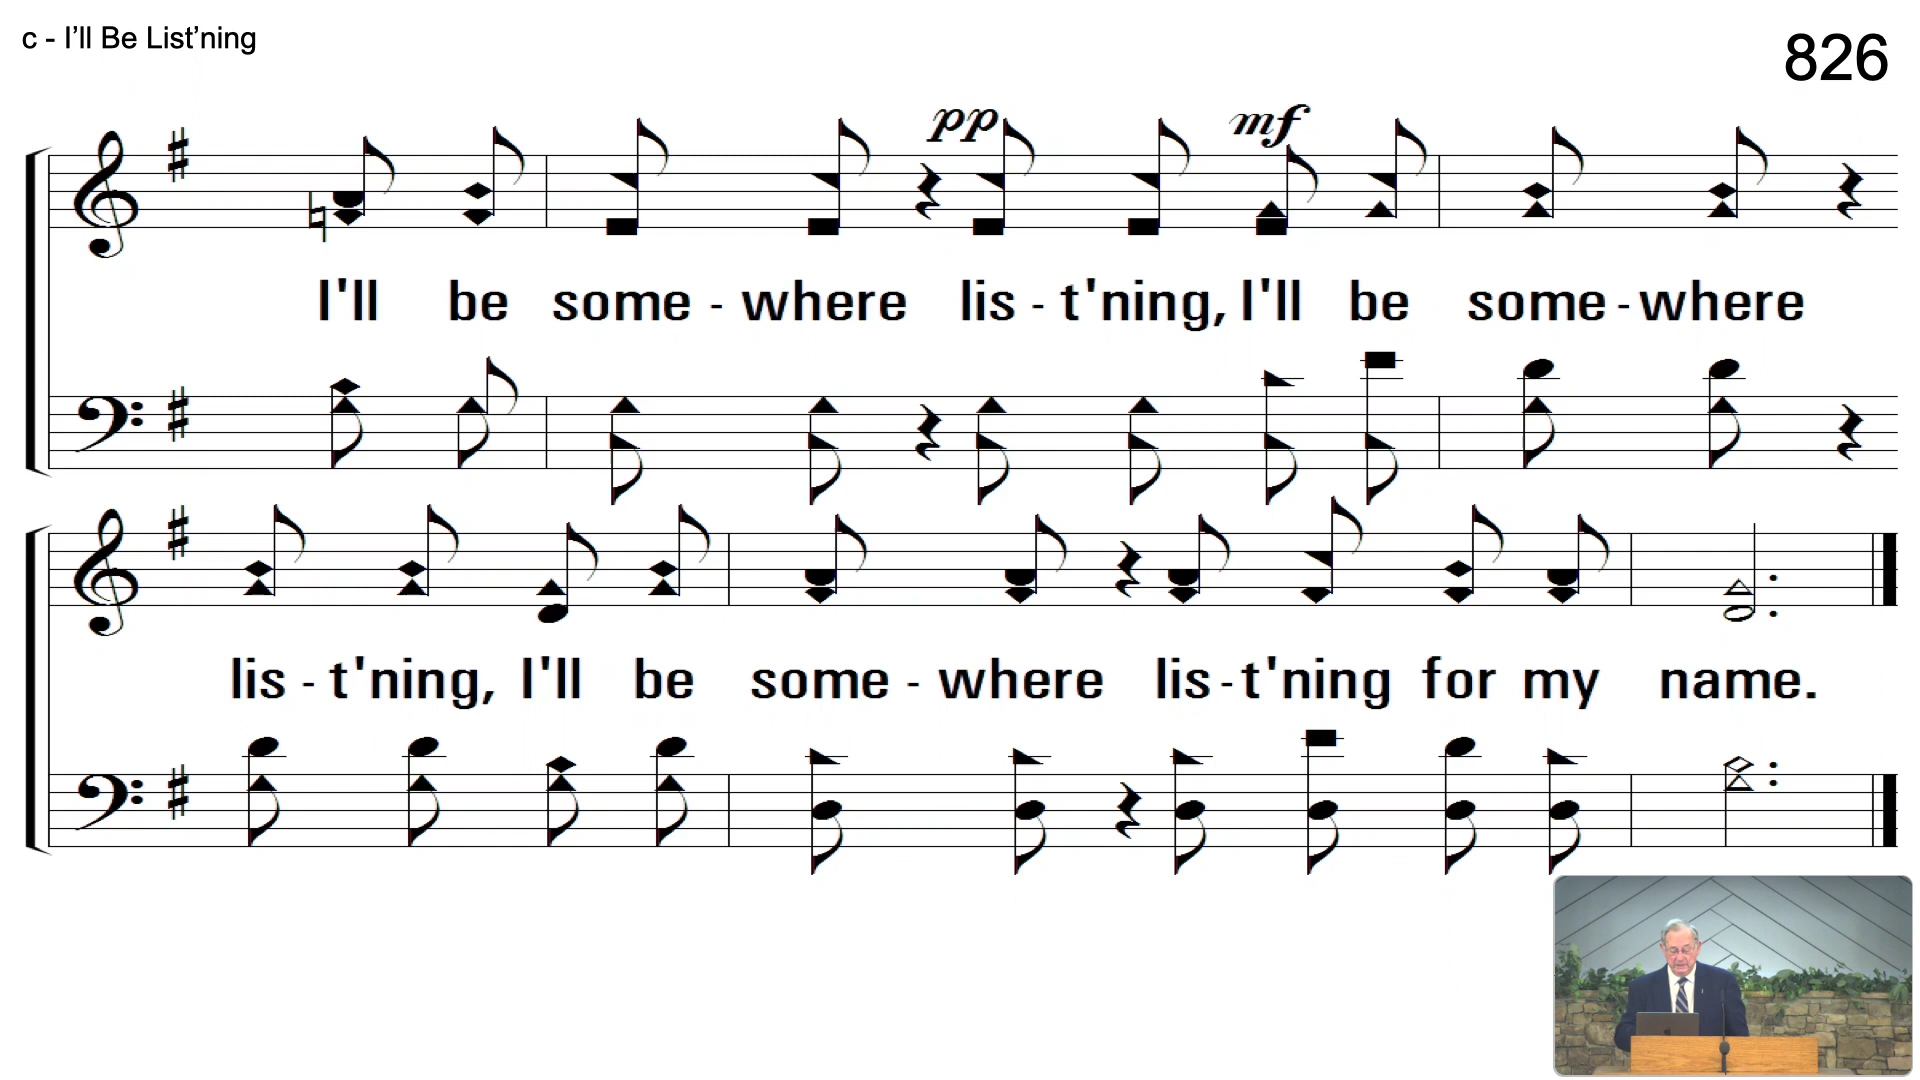 c - I’ll Be List’ning
826
pp mf
I'll be some - where lis - t'ning, I'll be some - where
lis - t'ning, I'll be some - where lis - t'ning for my name.